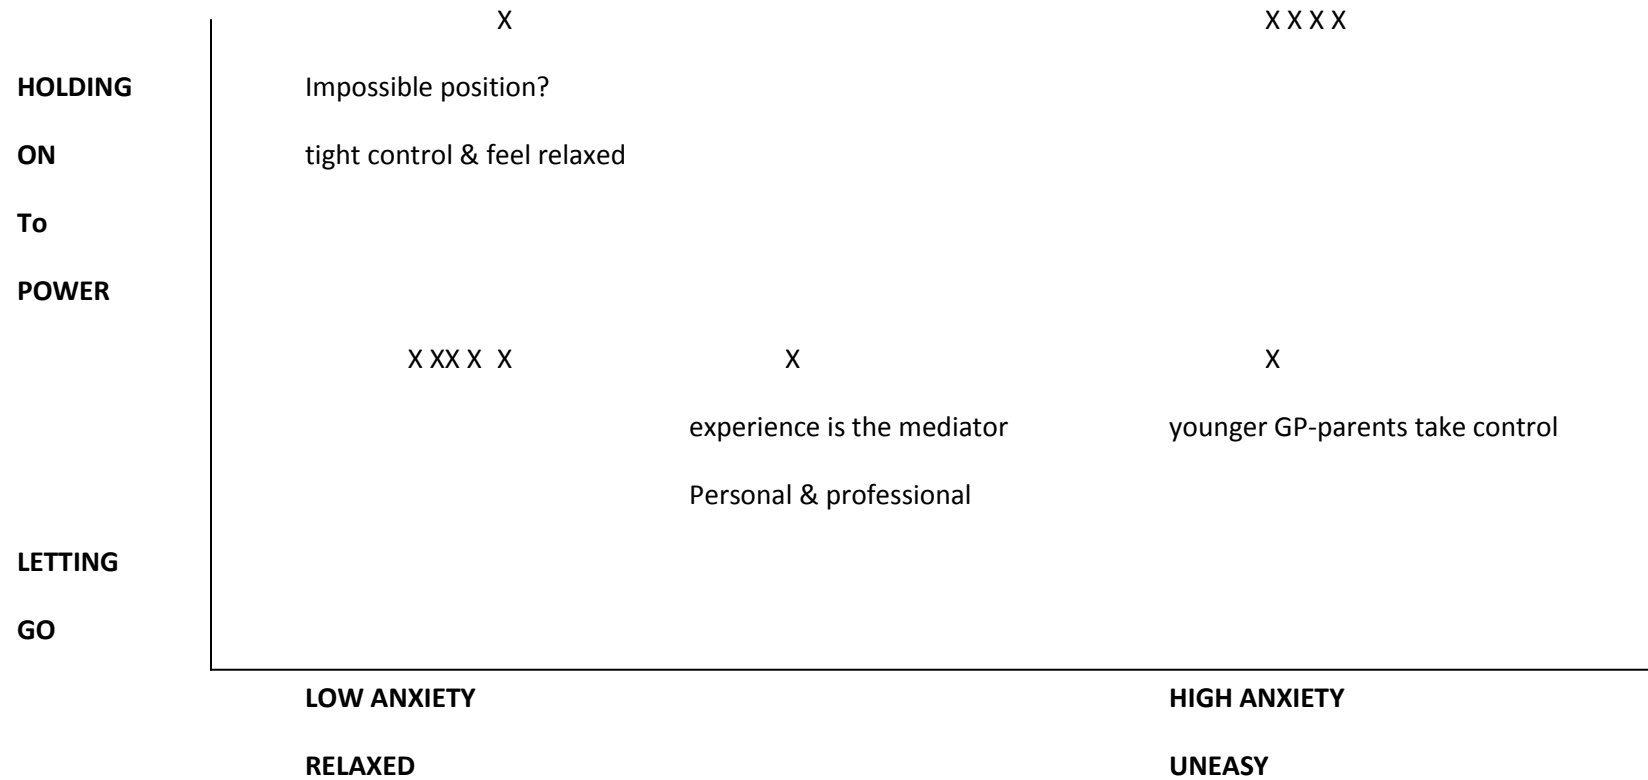 X X X X X
HOLDING Impossible position?
ON tight control & feel relaxed
To
POWER
X XX X X X X
experience is the mediator younger GP-parents take control
Personal & professional
LETTING
GO
LOW ANXIETY HIGH ANXIETY
RELAXED UNEASY